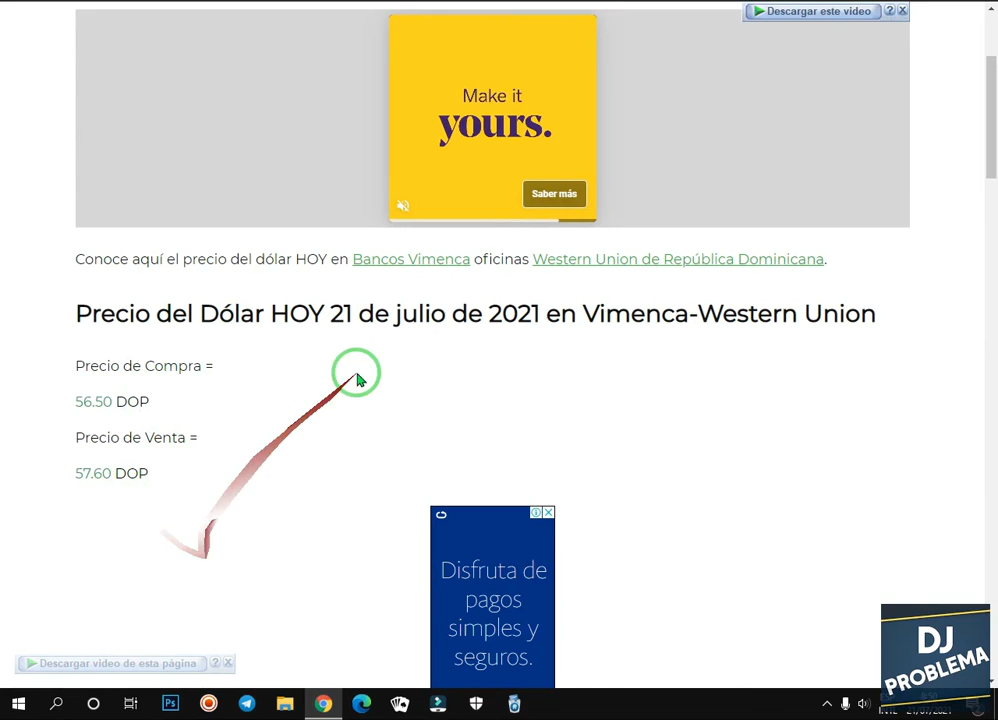 Descargar este video
Make it
yours.
Saber más
Conoce aquí el precio del dólar HOY en Bancos Vimenca oficinas Western Union de República Dominicana.
Precio del Dólar HOY 21 de julio de 2021 en Vimenca-Western Union
Precio de Compra =
56.50 DOP
Precio de Venta =
57.60 DOP
Disfruta de
pagos
simples y
seguros.
Descargar video de esta página
DJ
PROBLEMA
Ps